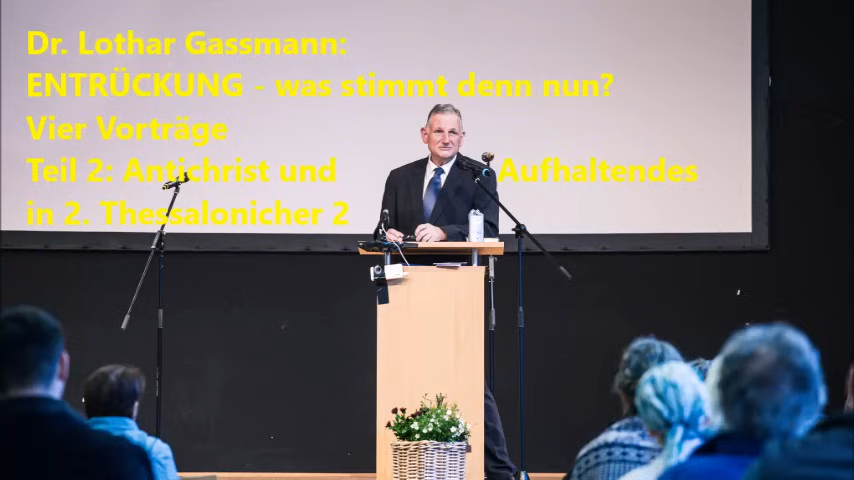 Dr. Lothar Gassmann:
ENTRÜCKUNG - was stimmt denn nun?
Vier Vorträge
Teil 2: Antichrist und Aufhaltendes
in 2. Thessalonicher 2